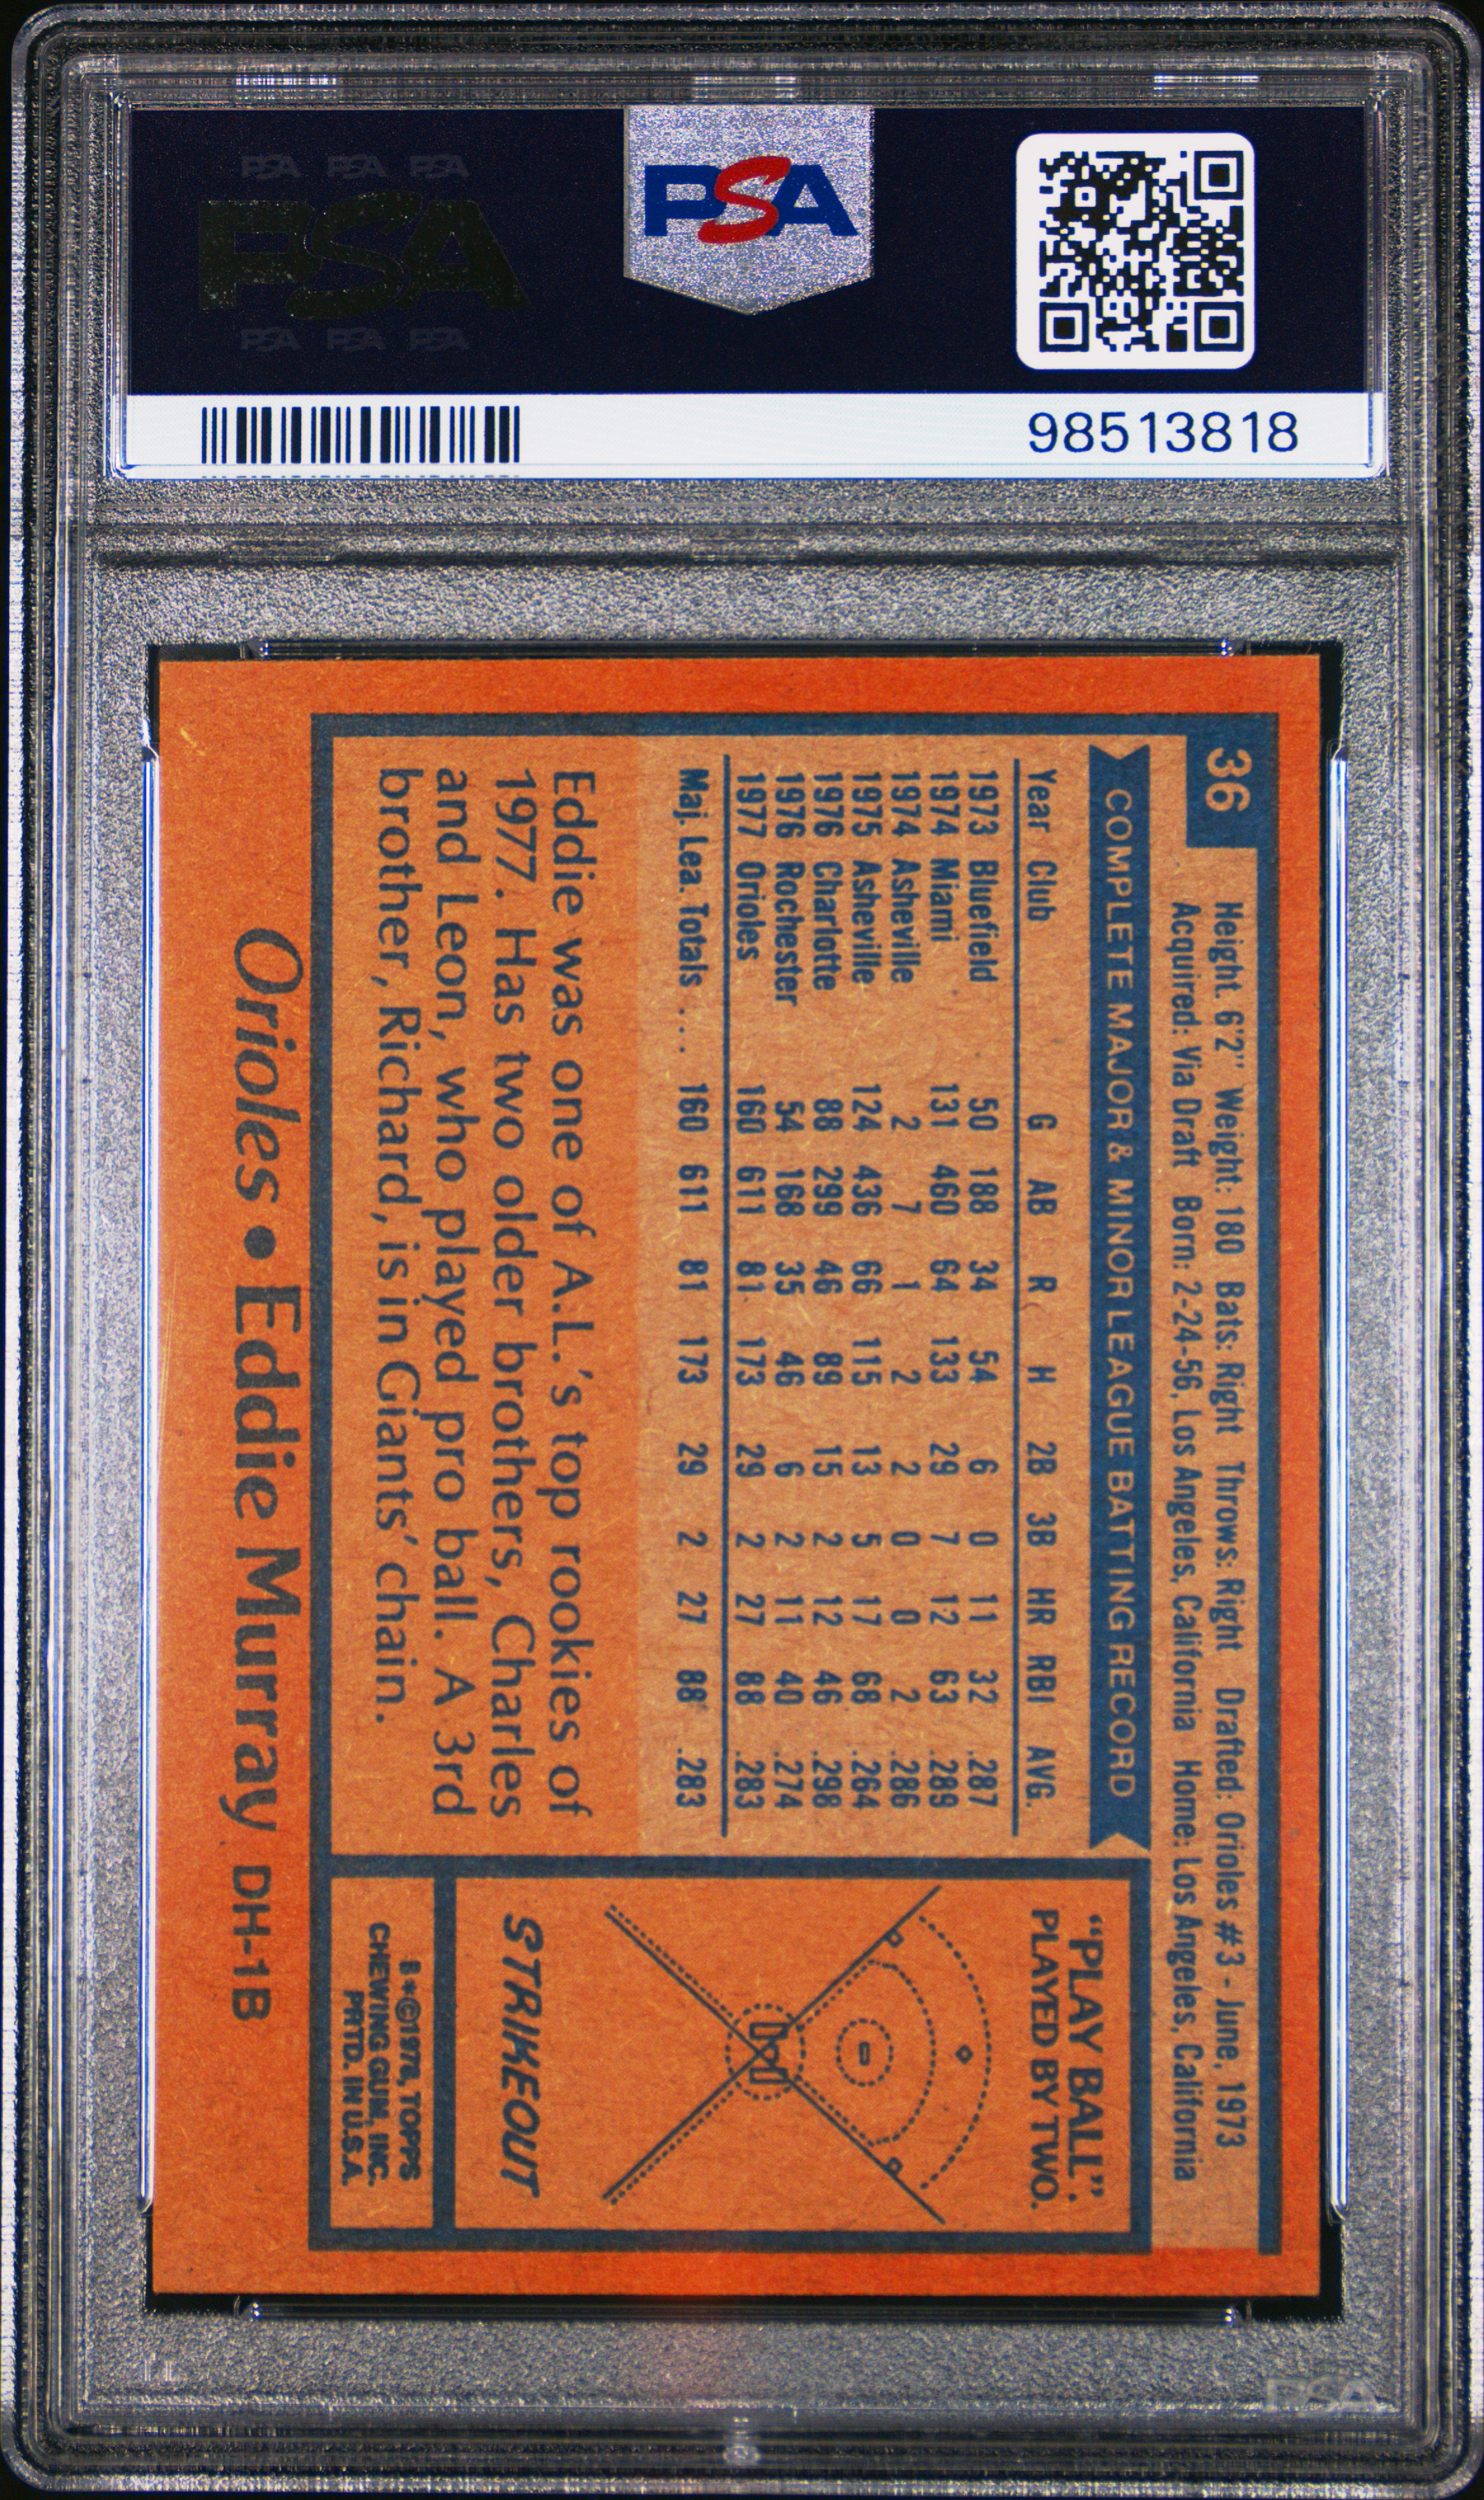 PSA PSA PSA
PSA
PSA PSA PSA
PSA
98513818
36
Height. 6'2" Weight: 180 Bats: Right Throws: Right Drafted: Orioles #3 - June, 1973
Acquired: Via Draft Born: 2-24-56, Los Angeles, California Home: Los Angeles, California
COMPLETE MAJOR & MINOR LEAGUE BATTING RECORD
Year Club G AB R H 2B 3B HR RBI AVG.
1973 Bluefield 50 188 34 54 6 0 11 32 .287
1974 Miami 131 460 64 133 29 7 12 63 .289
1974 Asheville 2 7 1 2 2 0 0 2 .286
1975 Asheville 124 436 66 115 13 5 17 68 .264
1976 Charlotte 88 299 46 89 15 2 12 46 .298
1976 Rochester 54 168 35 46 6 2 11 40 .274
1977 Orioles 160 611 81 173 29 2 27 88 .283
Maj. Lea. Totals .... 160 611 81 173 29 2 27 88 .283
Eddie was one of A.L.'s top rookies of
1977. Has two older brothers, Charles
and Leon, who played pro ball. A 3rd
brother, Richard, is in Giants' chain.
"PLAY BALL":
PLAYED BY TWO.
STRIKEOUT
B*©1978, TOPPS
CHEWING GUM, INC.
PRTD. IN U.S.A.
Orioles • Eddie Murray DH-1B
PSA